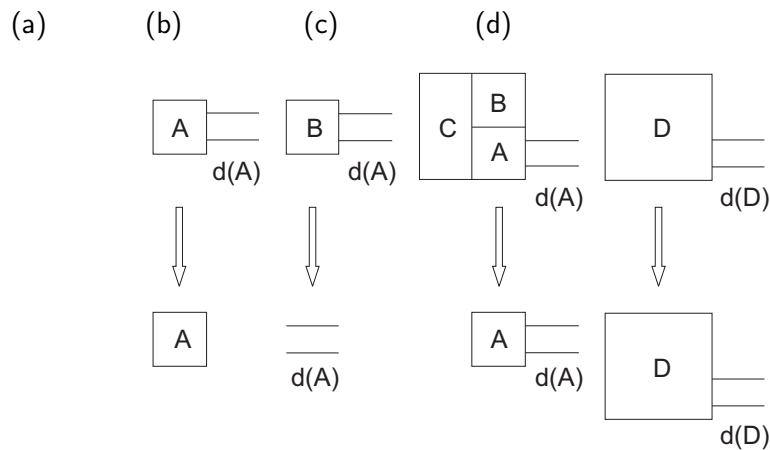 (a) (b) (c) (d)
A B C B A D
d(A) d(A) d(A) d(D)
A A D
d(A) d(A) d(D)